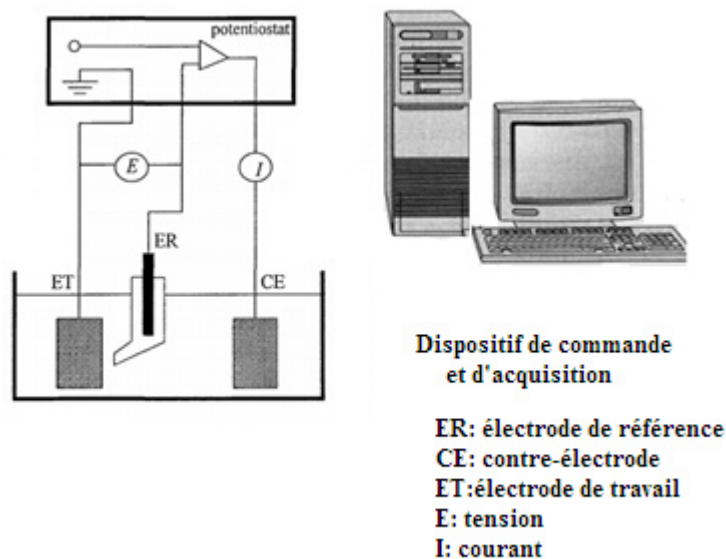 potentiostat
E
I
ER
ET
CE
Dispositif de commande
et d'acquisition
ER: électrode de référence
CE: contre-électrode
ET:électrode de travail
E: tension
I: courant